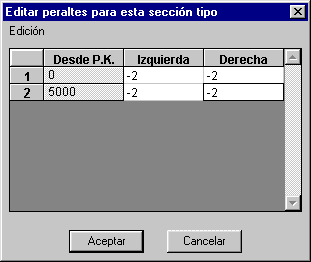 Editar peraltes para esta sección tipo
Edición
Desde P.K. Izquierda Derecha
1 0 -2 -2
2 5000 -2 -2
Aceptar Cancelar